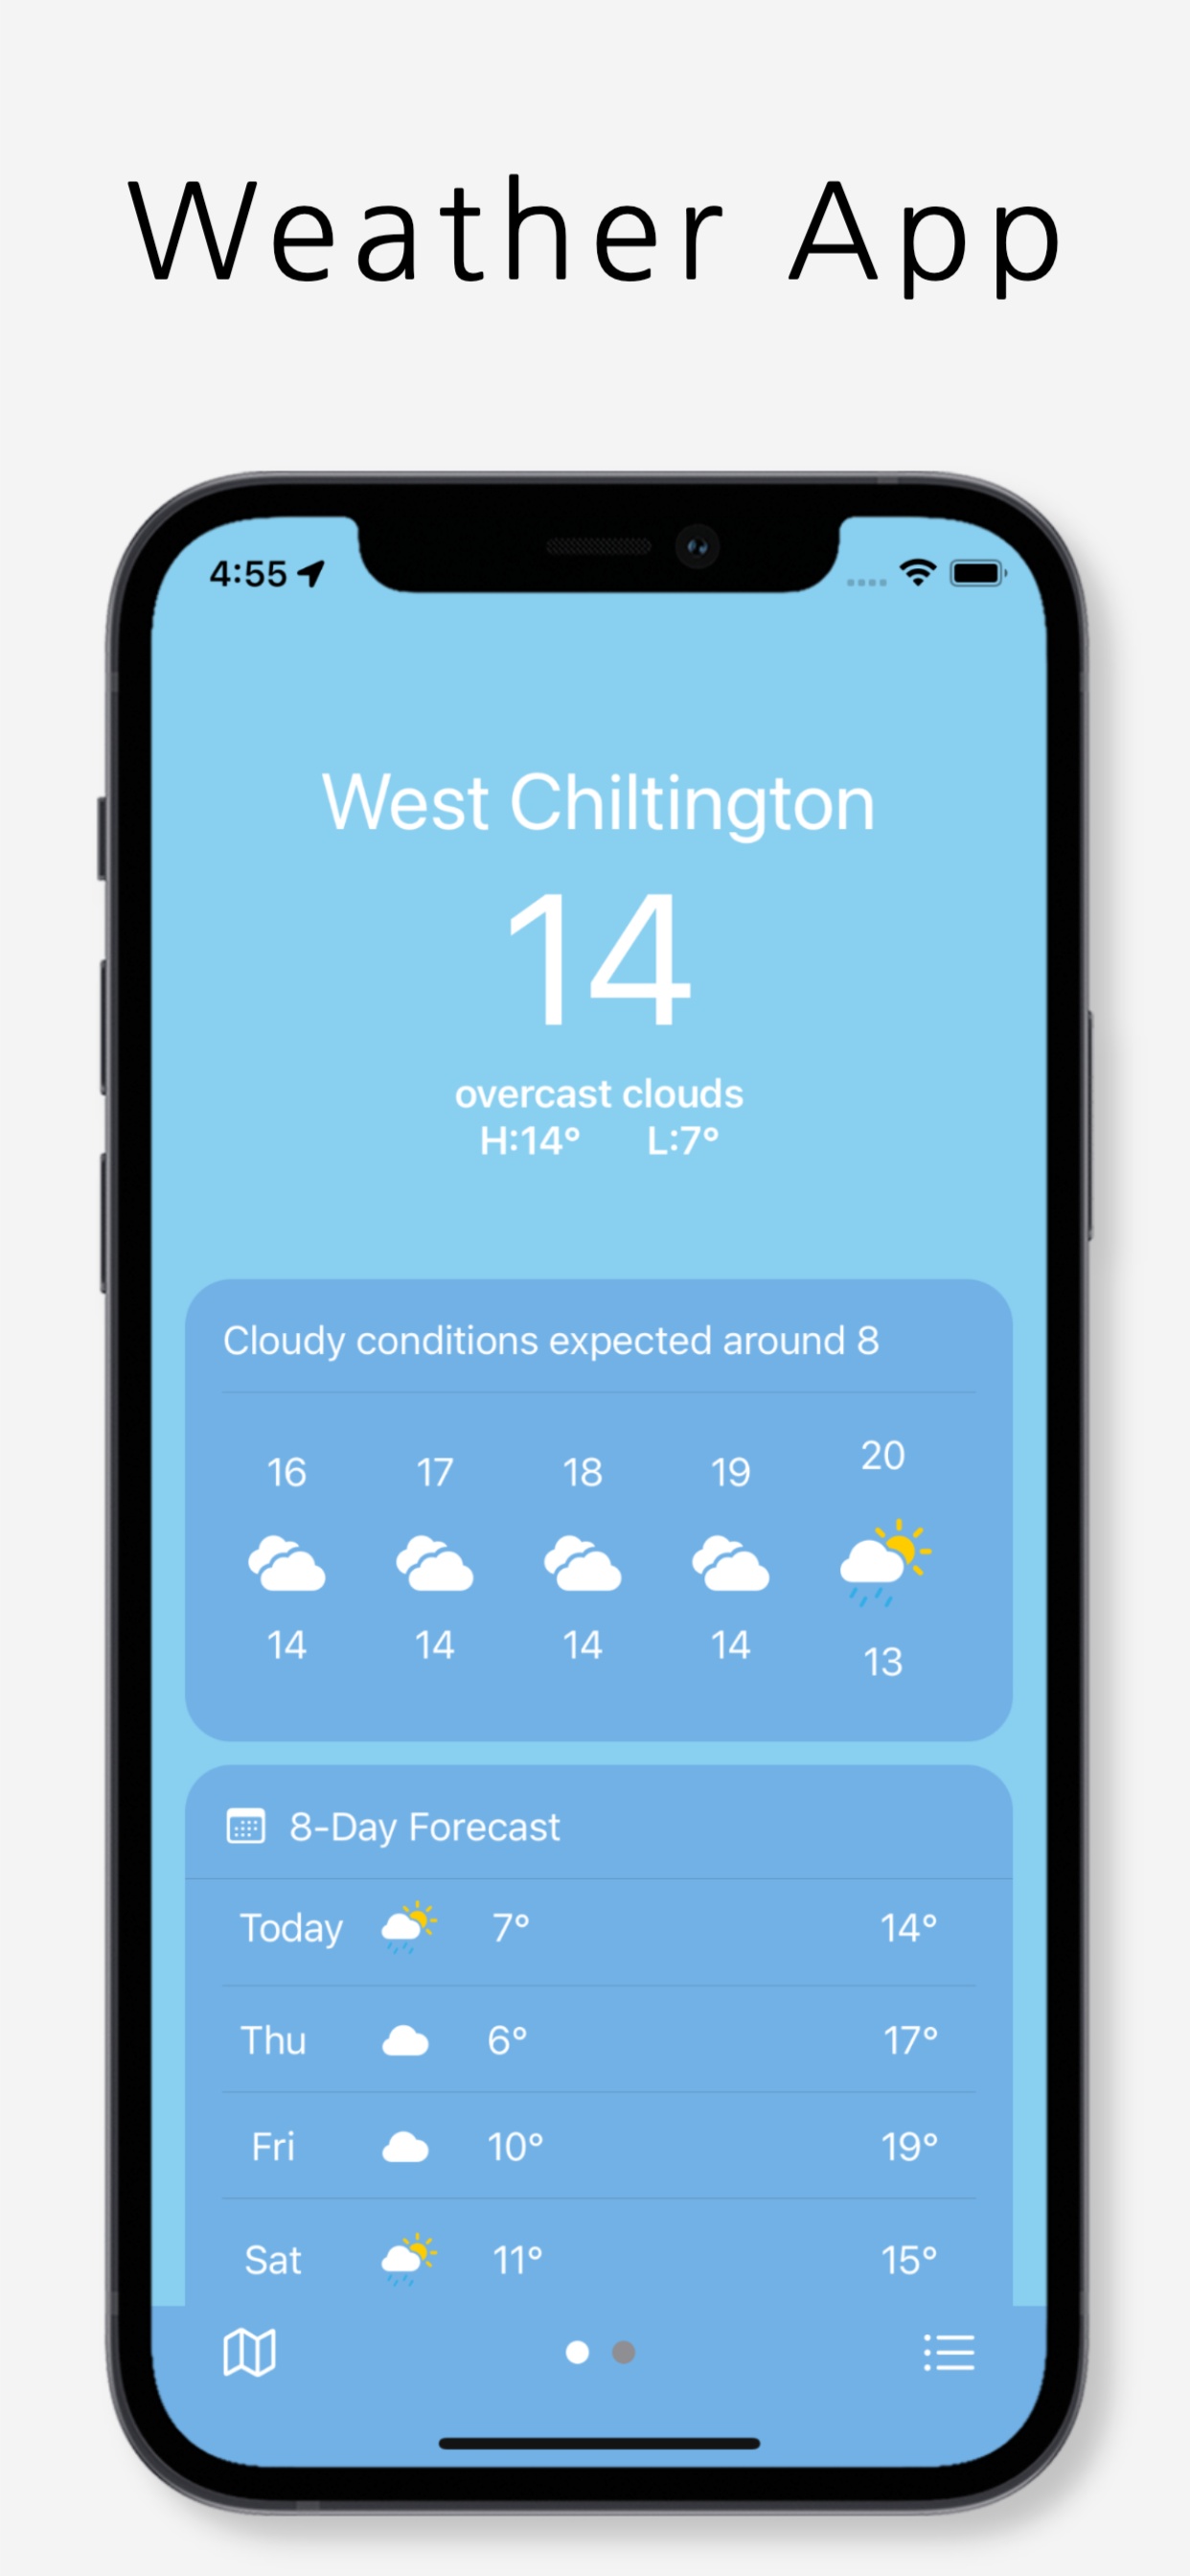 Weather App
4:55
West Chiltington
14
overcast clouds
H:14° L:7°
Cloudy conditions expected around 8
16 17 18 19 20
14 14 14 14 13
8-Day Forecast
Today 7° 14°
Thu 6° 17°
Fri 10° 19°
Sat 11° 15°